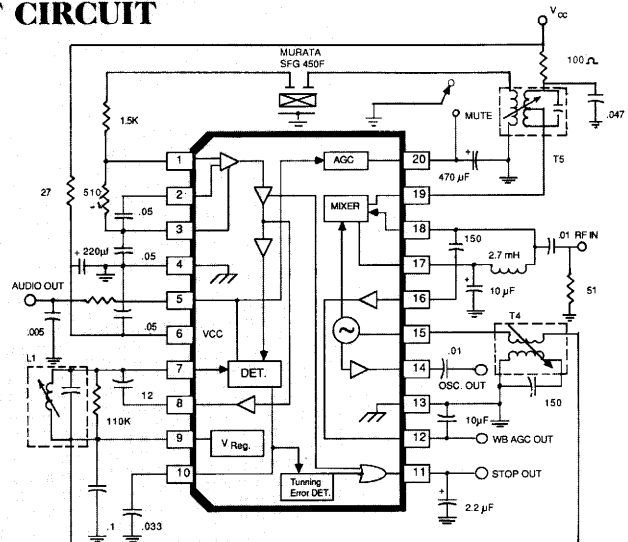 CIRCUIT
Vcc
MURATA
SFG 450F
100Ω
.047
T5
MUTE
1.5K
1
AGC
20
470 µF
27
510
2
.05
MIXER
19
3
18
150
.01 RF IN
220µf
.05
4
17
2.7 mH
10 µF
51
AUDIO OUT
5
16
.005
.05
6
VCC
15
T4
L1
7
DET.
14
.01
OSC. OUT
12
8
13
150
110K
10µF
9
V Reg.
12
WB AGC OUT
10
Tunning
Error DET.
11
STOP OUT
.1
.033
2.2 µF